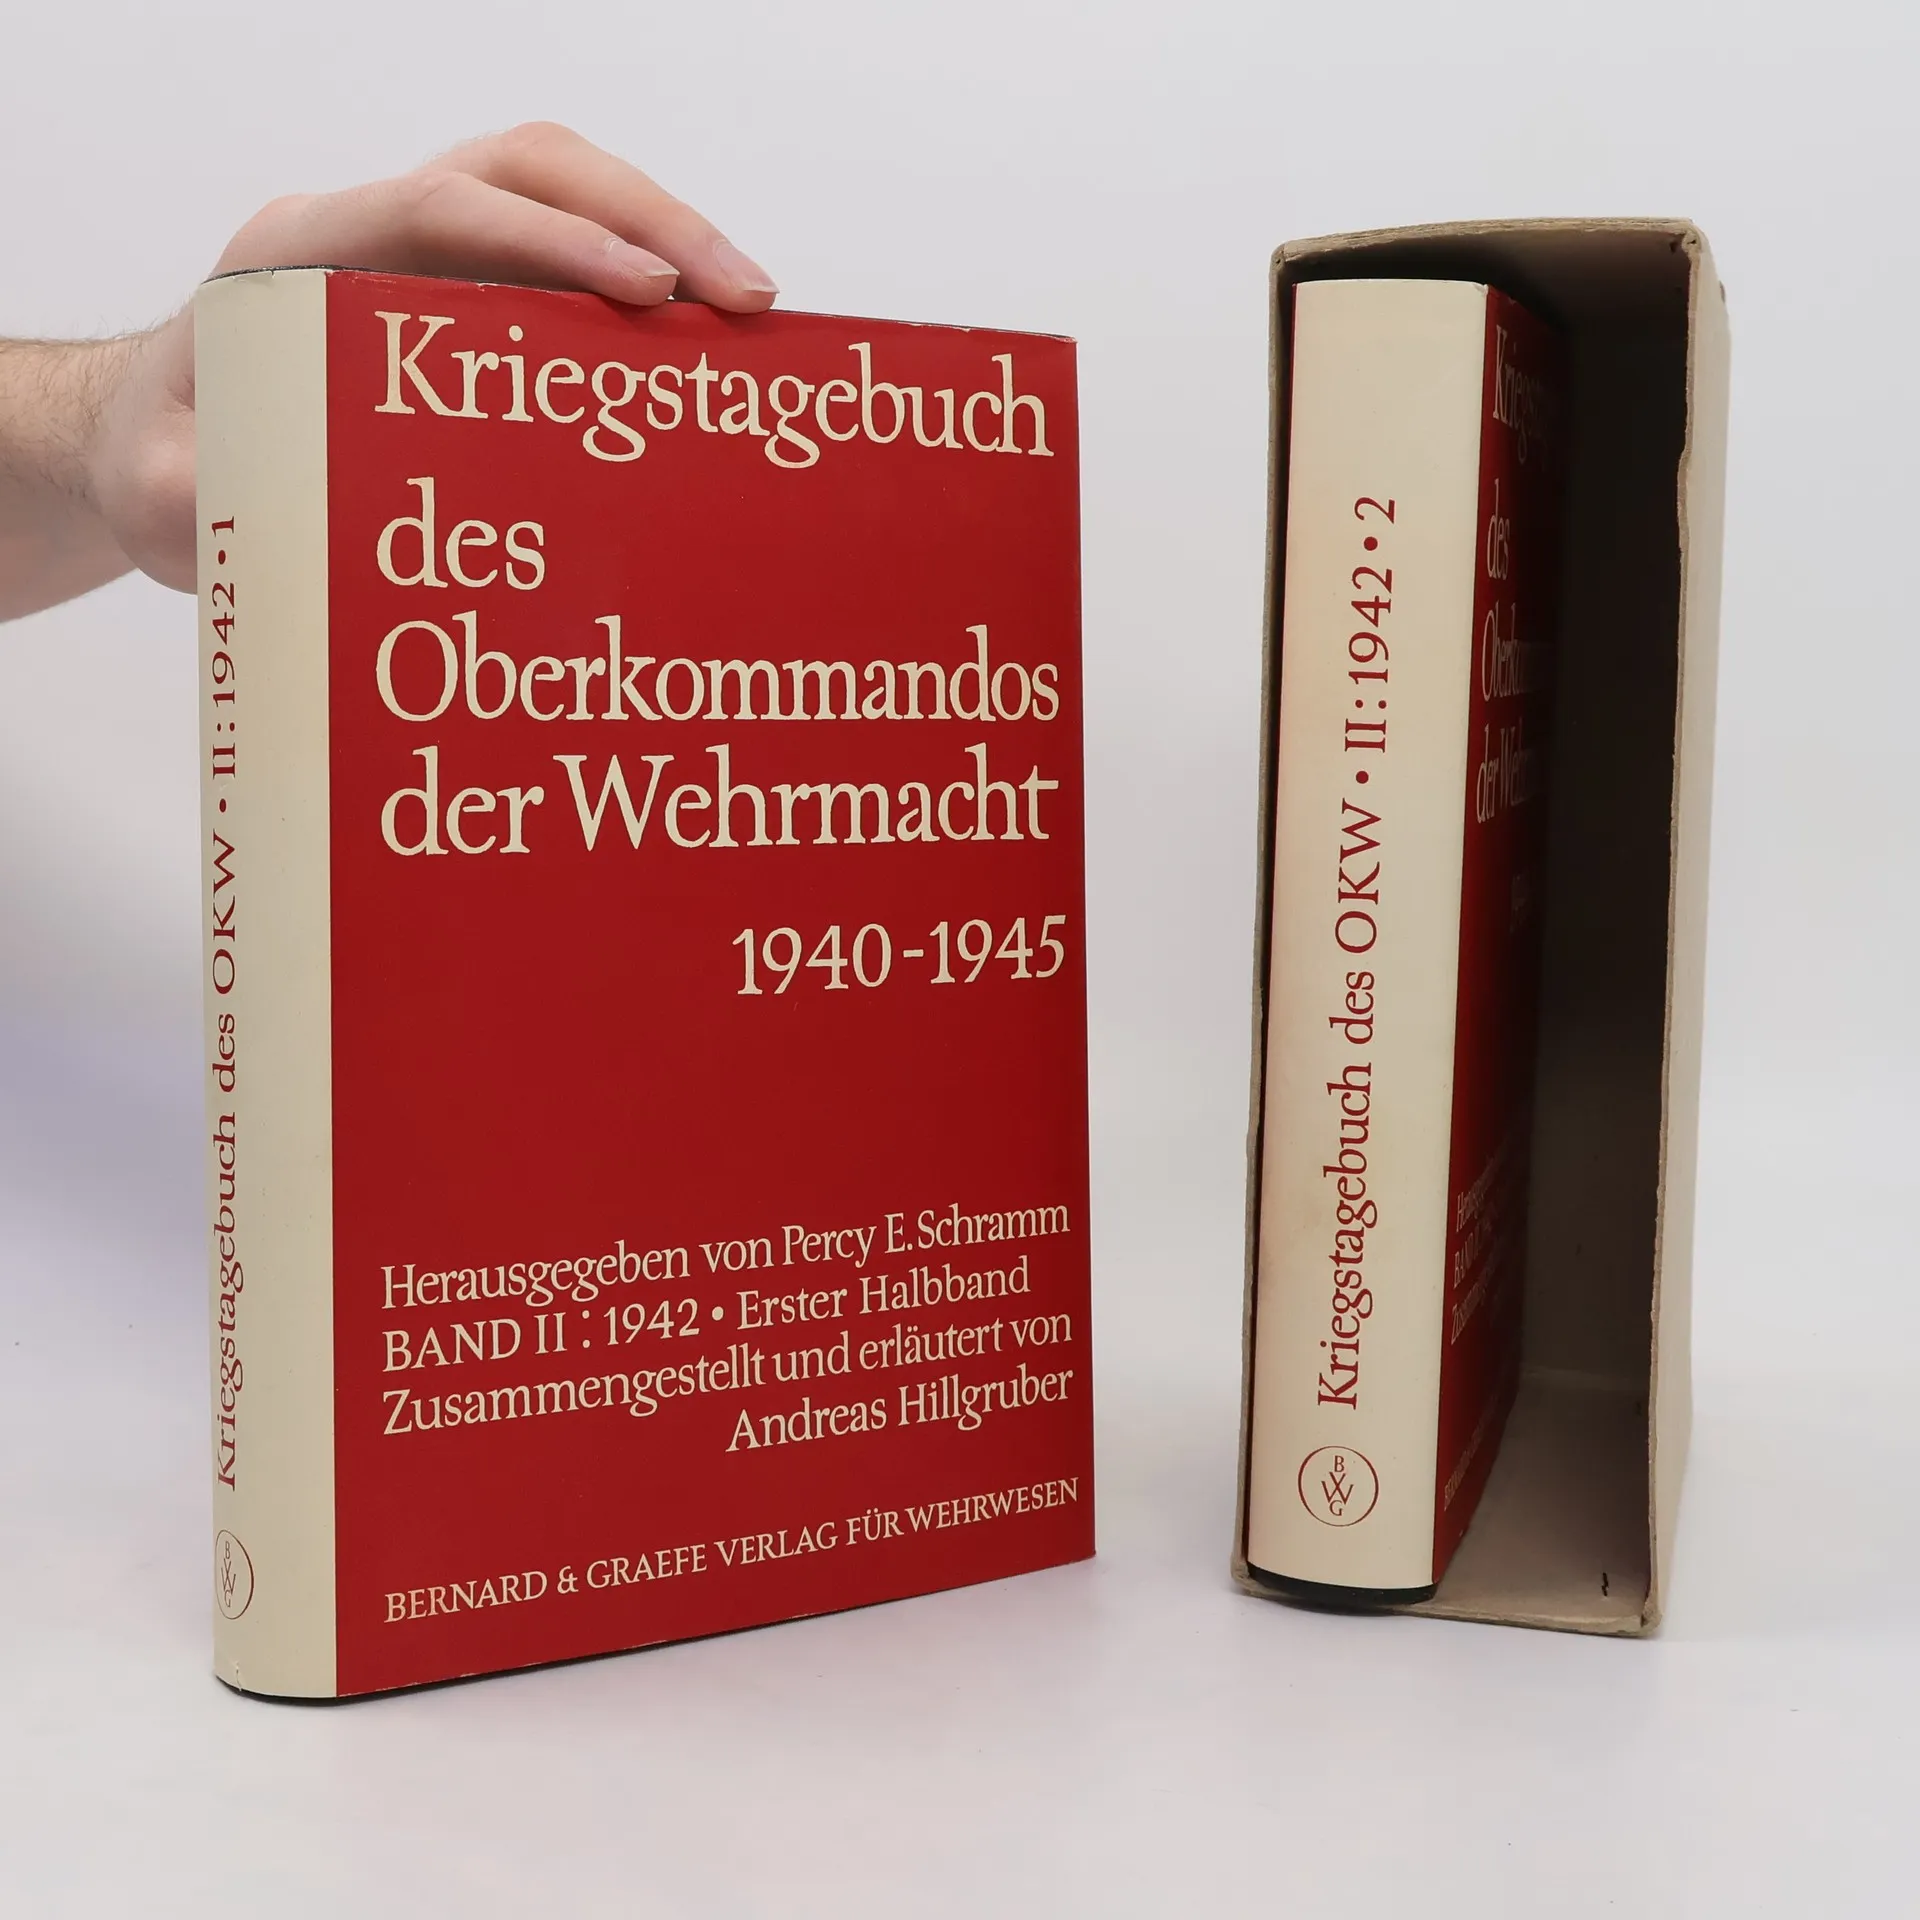 Kriegstagebuch des OKW • II: 1942 • 1
B
W
G
Kriegstagebuch
des
Oberkommandos
der Wehrmacht
1940-1945
Herausgegeben von Percy E. Schramm
BAND II : 1942 • Erster Halbband
Zusammengestellt und erläutert von
Andreas Hillgruber
BERNARD & GRAEFE VERLAG FÜR WEHRWESEN
Kriegstagebuch des OKW • II: 1942 • 2
B
W
G
des
der